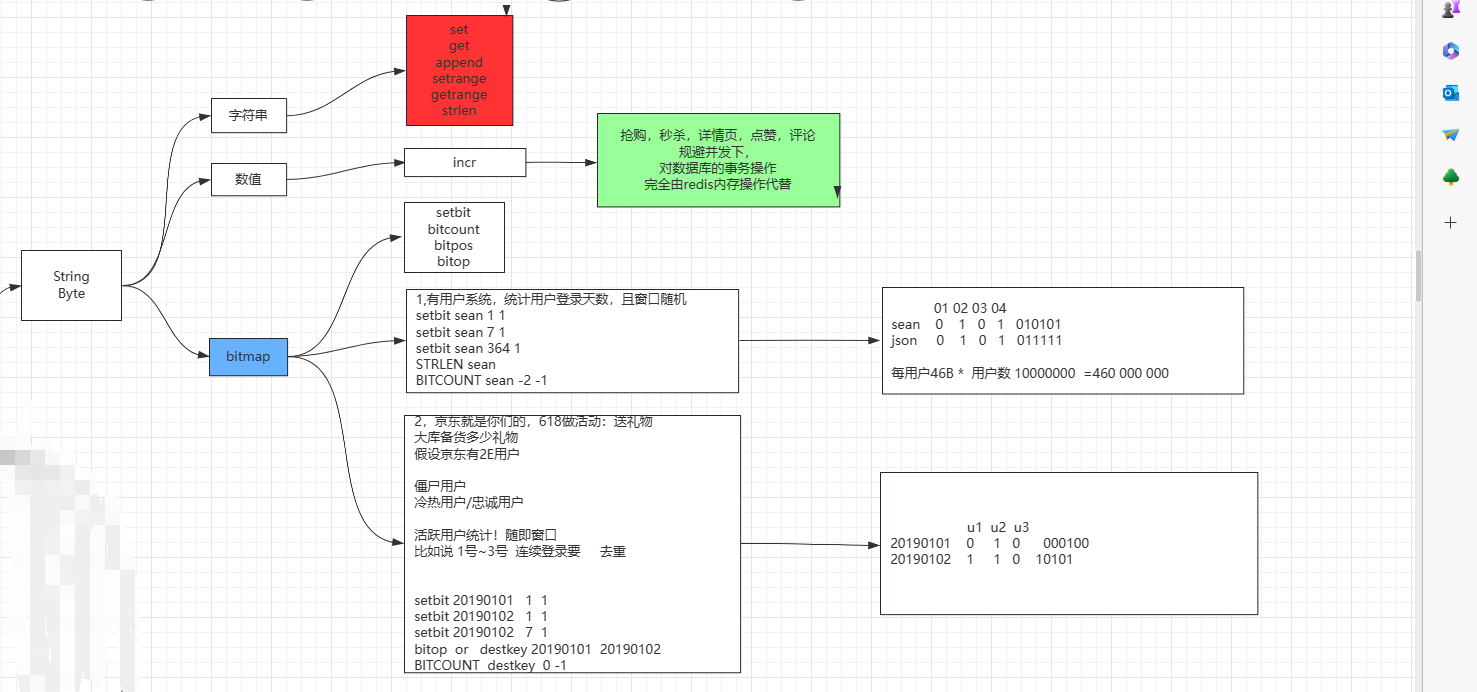 set
get
append
setrange
getrange
strlen
字符串
数值
incr
抢购，秒杀，详情页，点赞，评论
规避并发下，
对数据库的事务操作
完全由redis内存操作代替
setbit
bitcount
bitpos
bitop
String
Byte
bitmap
1,有用户系统，统计用户登录天数，且窗口随机
setbit sean 1 1
setbit sean 7 1
setbit sean 364 1
STRLEN sean
BITCOUNT sean -2 -1
01 02 03 04
sean 0 1 0 1 010101
json 0 1 0 1 011111
每用户46B * 用户数 10000000 =460 000 000
2，京东就是你们的，618做活动：送礼物
大库备货多少礼物
假设京东有2E用户
僵尸用户
冷热用户/忠诚用户
活跃用户统计！随即窗口
比如说 1号~3号 连续登录要 去重
setbit 20190101 1 1
setbit 20190102 1 1
setbit 20190102 7 1
bitop or destkey 20190101 20190102
BITCOUNT destkey 0 -1
u1 u2 u3
20190101 0 1 0 000100
20190102 1 1 0 10101